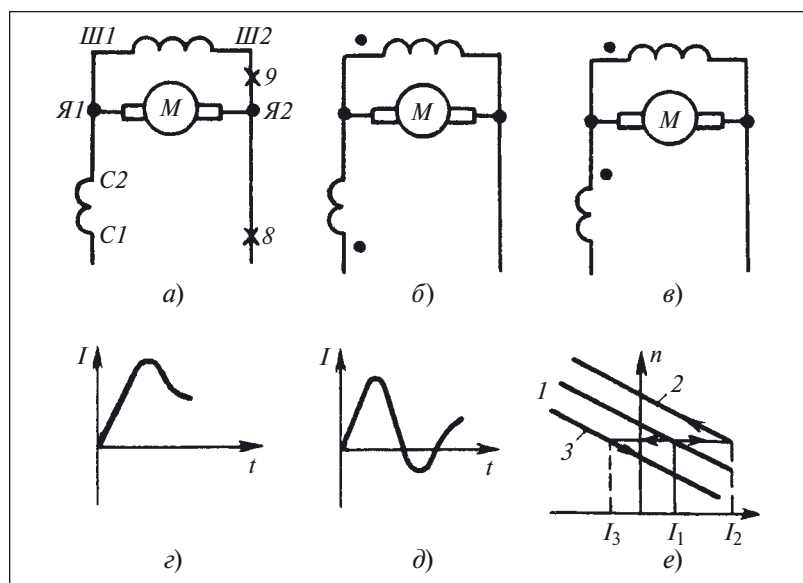 Ш1 Ш2
9
Я1 М Я2 М М
С2
С1 8
а) б) в)
I I n
1 2
3
t t I3 I1 I2
г) д) е)